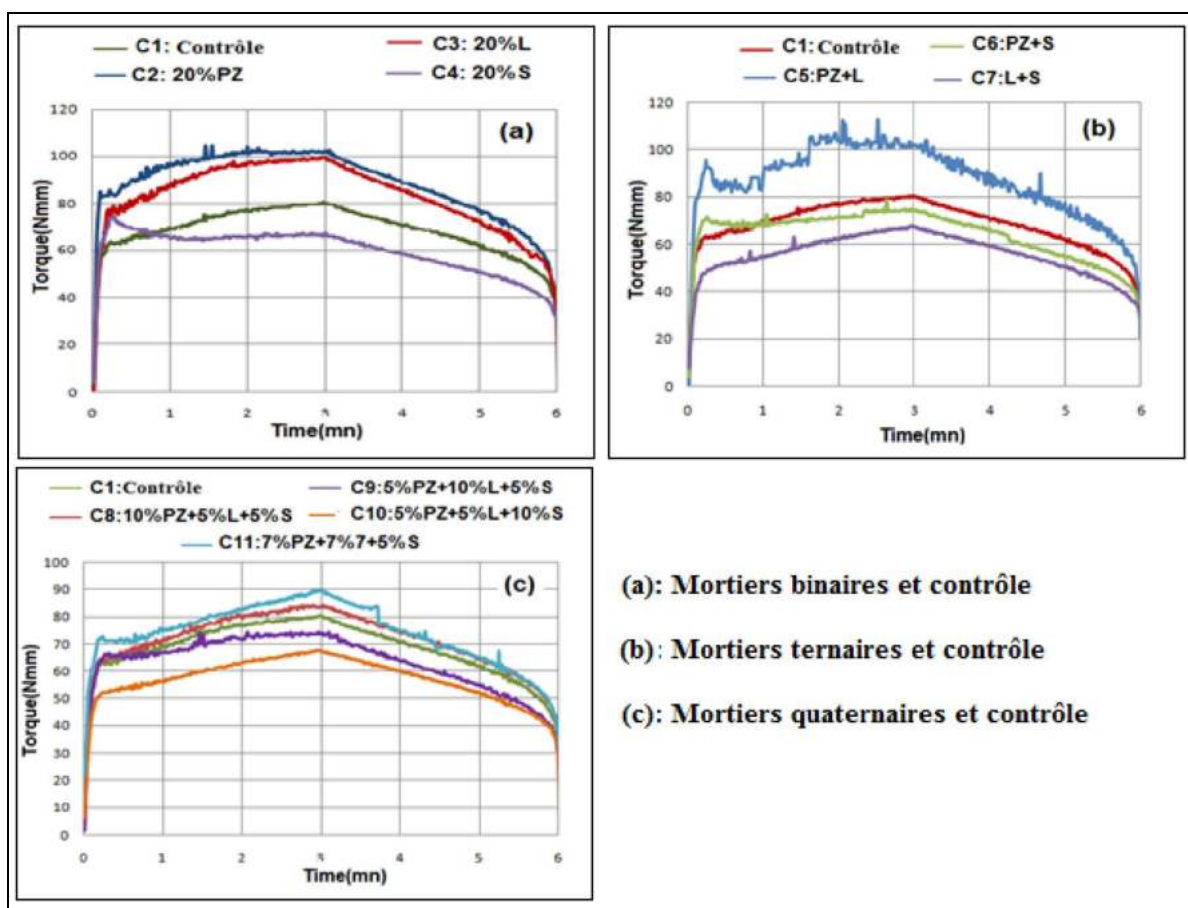 C1: Contrôle
C3: 20%L
C2: 20%PZ
C4: 20%S
(a)
Torque(Nmm)
120
100
80
60
40
20
0
0 1 2 3 4 5 6
Time(mn)
C1:Contrôle
C6:PZ+S
C5:PZ+L
C7:L+S
(b)
Torque(Nmm)
120
100
80
60
40
20
0
0 1 2 3 4 5 6
Time(mn)
C1:Contrôle
C9:5%PZ+10%L+5%S
C8:10%PZ+5%L+5%S
C10:5%PZ+5%L+10%S
C11:7%PZ+7%7+5%S
(c)
Torque(Nmm)
100
90
80
70
60
50
40
30
20
10
0
0 1 2 3 4 5 6
Time(mn)
(a): Mortiers binaires et contrôle
(b): Mortiers ternaires et contrôle
(c): Mortiers quaternaires et contrôle